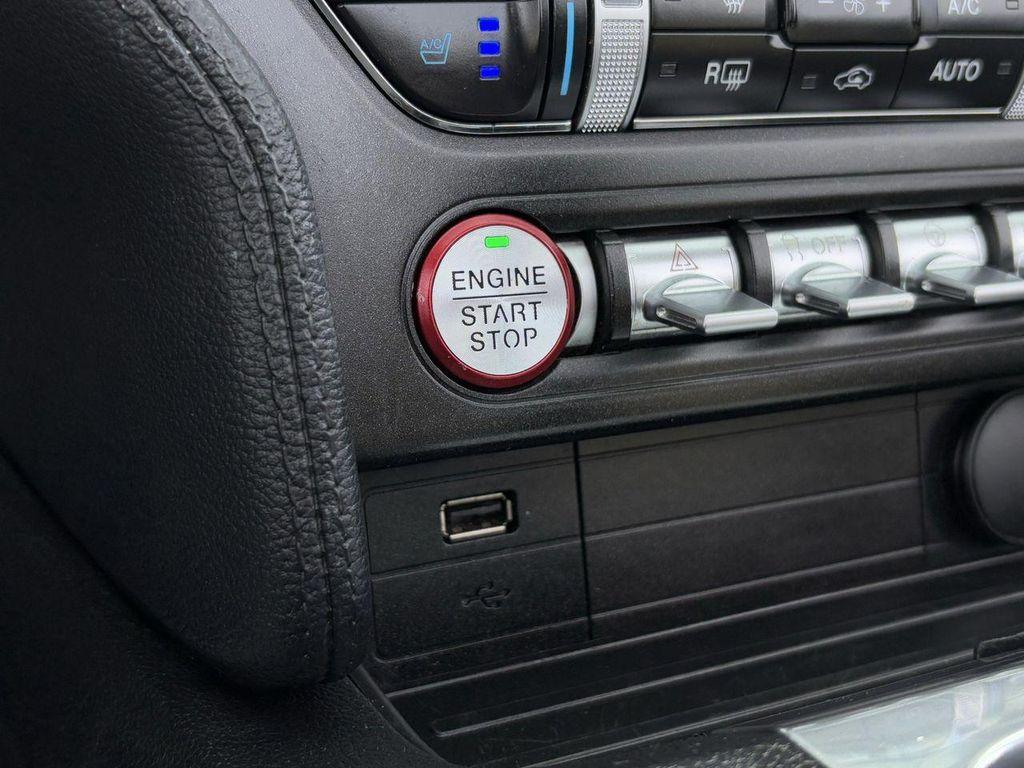 A/C
A/C
R
AUTO
ENGINE
START
STOP
OFF